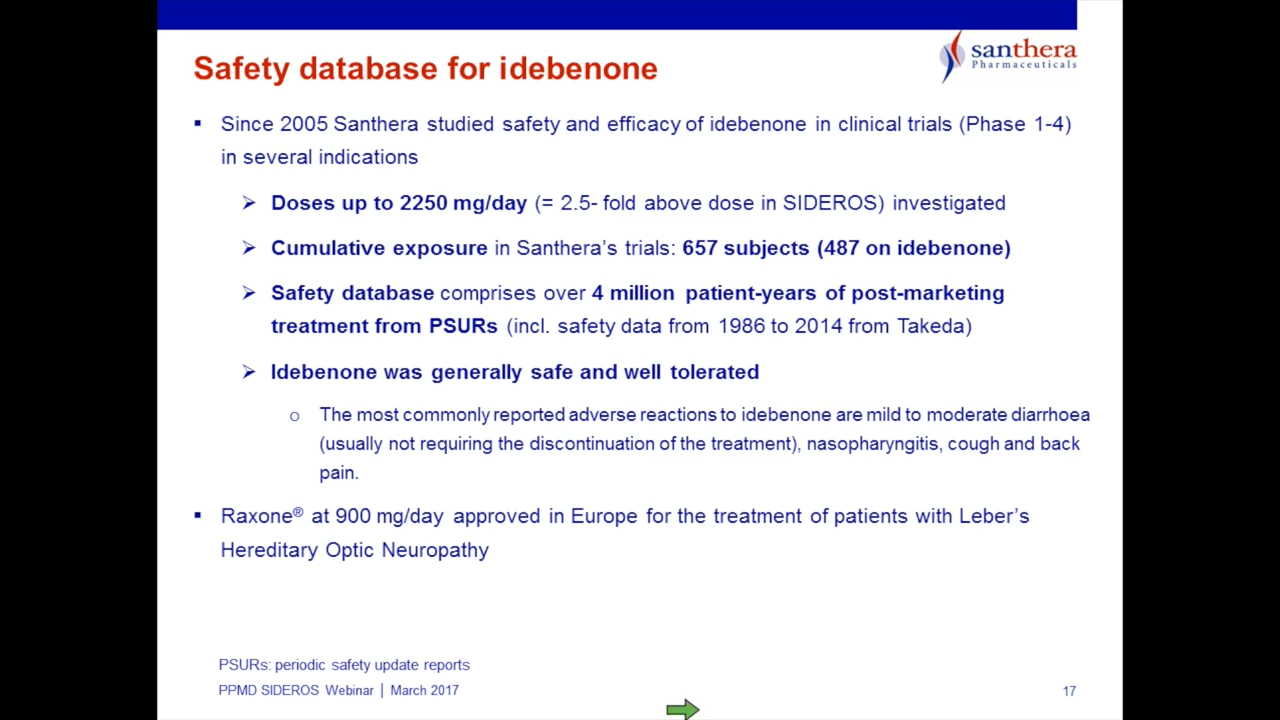 santhera
Pharmaceuticals
Safety database for idebenone
▪ Since 2005 Santhera studied safety and efficacy of idebenone in clinical trials (Phase 1-4)
in several indications
➢ Doses up to 2250 mg/day (= 2.5- fold above dose in SIDEROS) investigated
➢ Cumulative exposure in Santhera’s trials: 657 subjects (487 on idebenone)
➢ Safety database comprises over 4 million patient-years of post-marketing
treatment from PSURs (incl. safety data from 1986 to 2014 from Takeda)
➢ Idebenone was generally safe and well tolerated
o The most commonly reported adverse reactions to idebenone are mild to moderate diarrhoea
(usually not requiring the discontinuation of the treatment), nasopharyngitis, cough and back
pain.
▪ Raxone® at 900 mg/day approved in Europe for the treatment of patients with Leber’s
Hereditary Optic Neuropathy
PSURs: periodic safety update reports
PPMD SIDEROS Webinar | March 2017
17